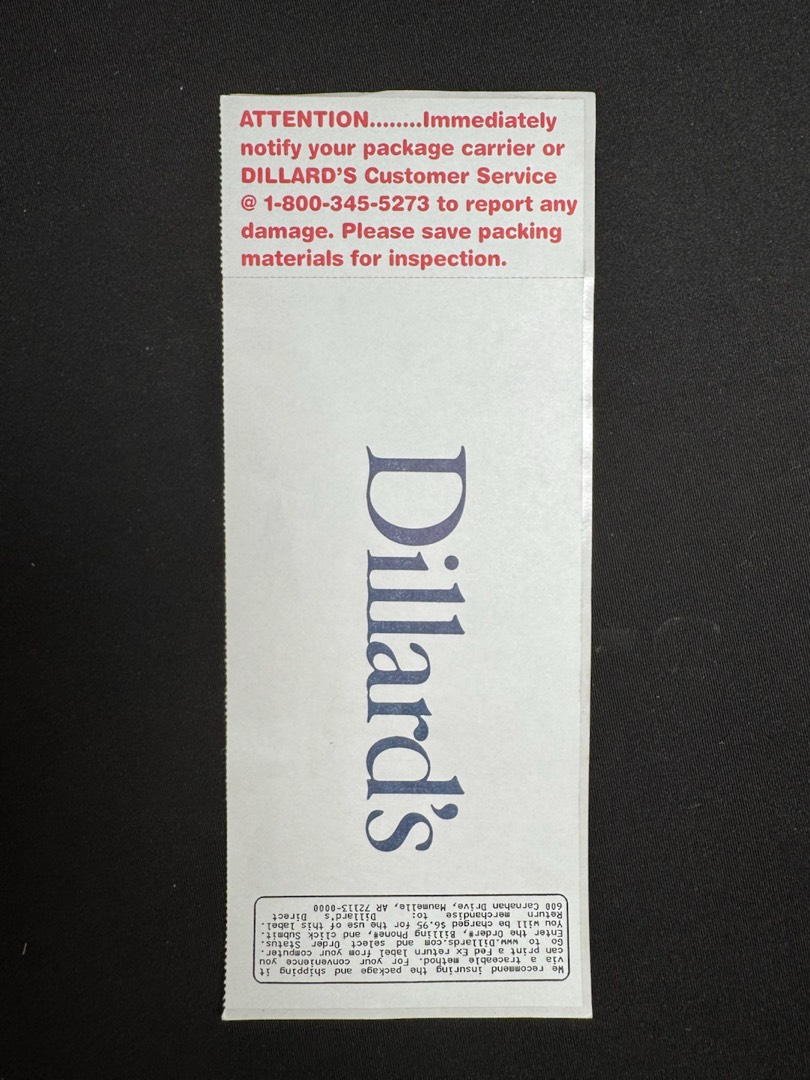 ATTENTION........Immediately
notify your package carrier or
DILLARD'S Customer Service
@ 1-800-345-5273 to report any
damage. Please save packing
materials for inspection.
Dillard's
We recommend insuring the package and shipping it
via a traceable method. For your convenience you
can print a Fed Ex return label from your computer.
Go to www.Dillards.com and select Order Status.
Enter the Order#, Billing Phone#, and click Submit.
You will be charged $6.95 for the use of this label.
Return merchandise to: Dillard's Direct
600 Carnahan Drive, Maumelle, AR 72113-0000